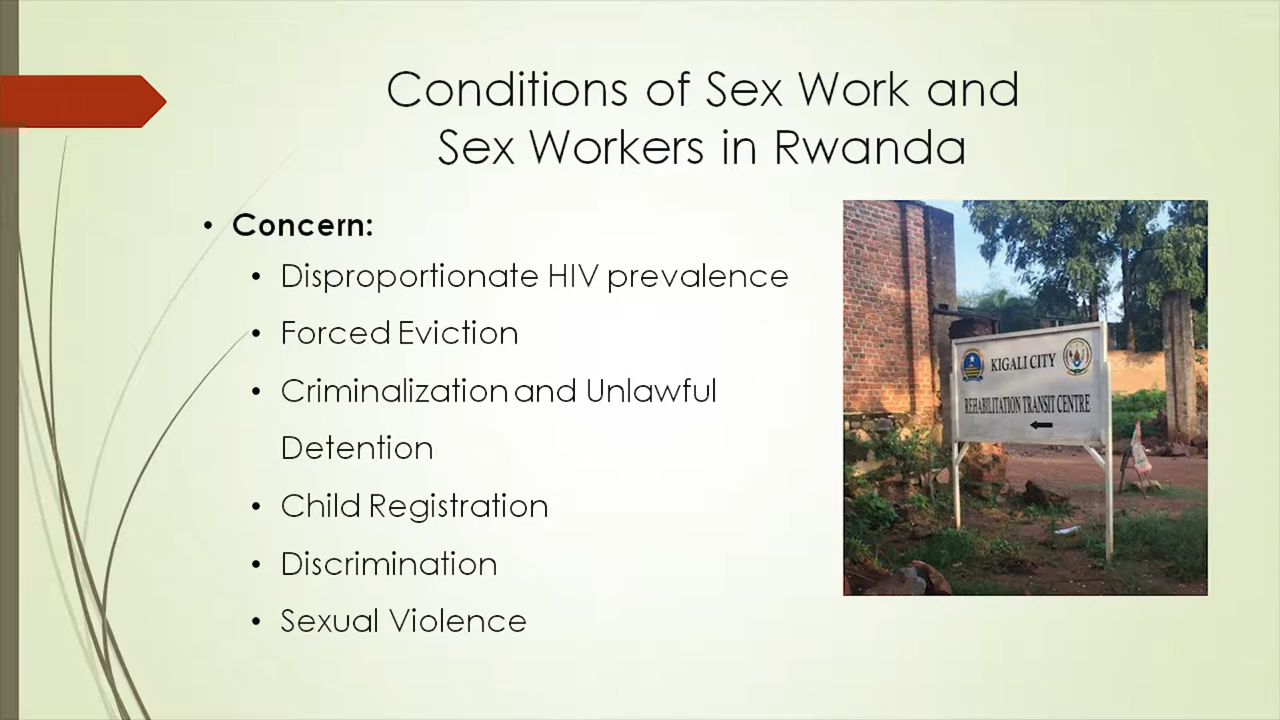 Conditions of Sex Work and
Sex Workers in Rwanda
• Concern:
• Disproportionate HIV prevalence
• Forced Eviction
• Criminalization and Unlawful
Detention
• Child Registration
• Discrimination
• Sexual Violence
KIGALI CITY
REHABILITATION TRANSIT CENTRE